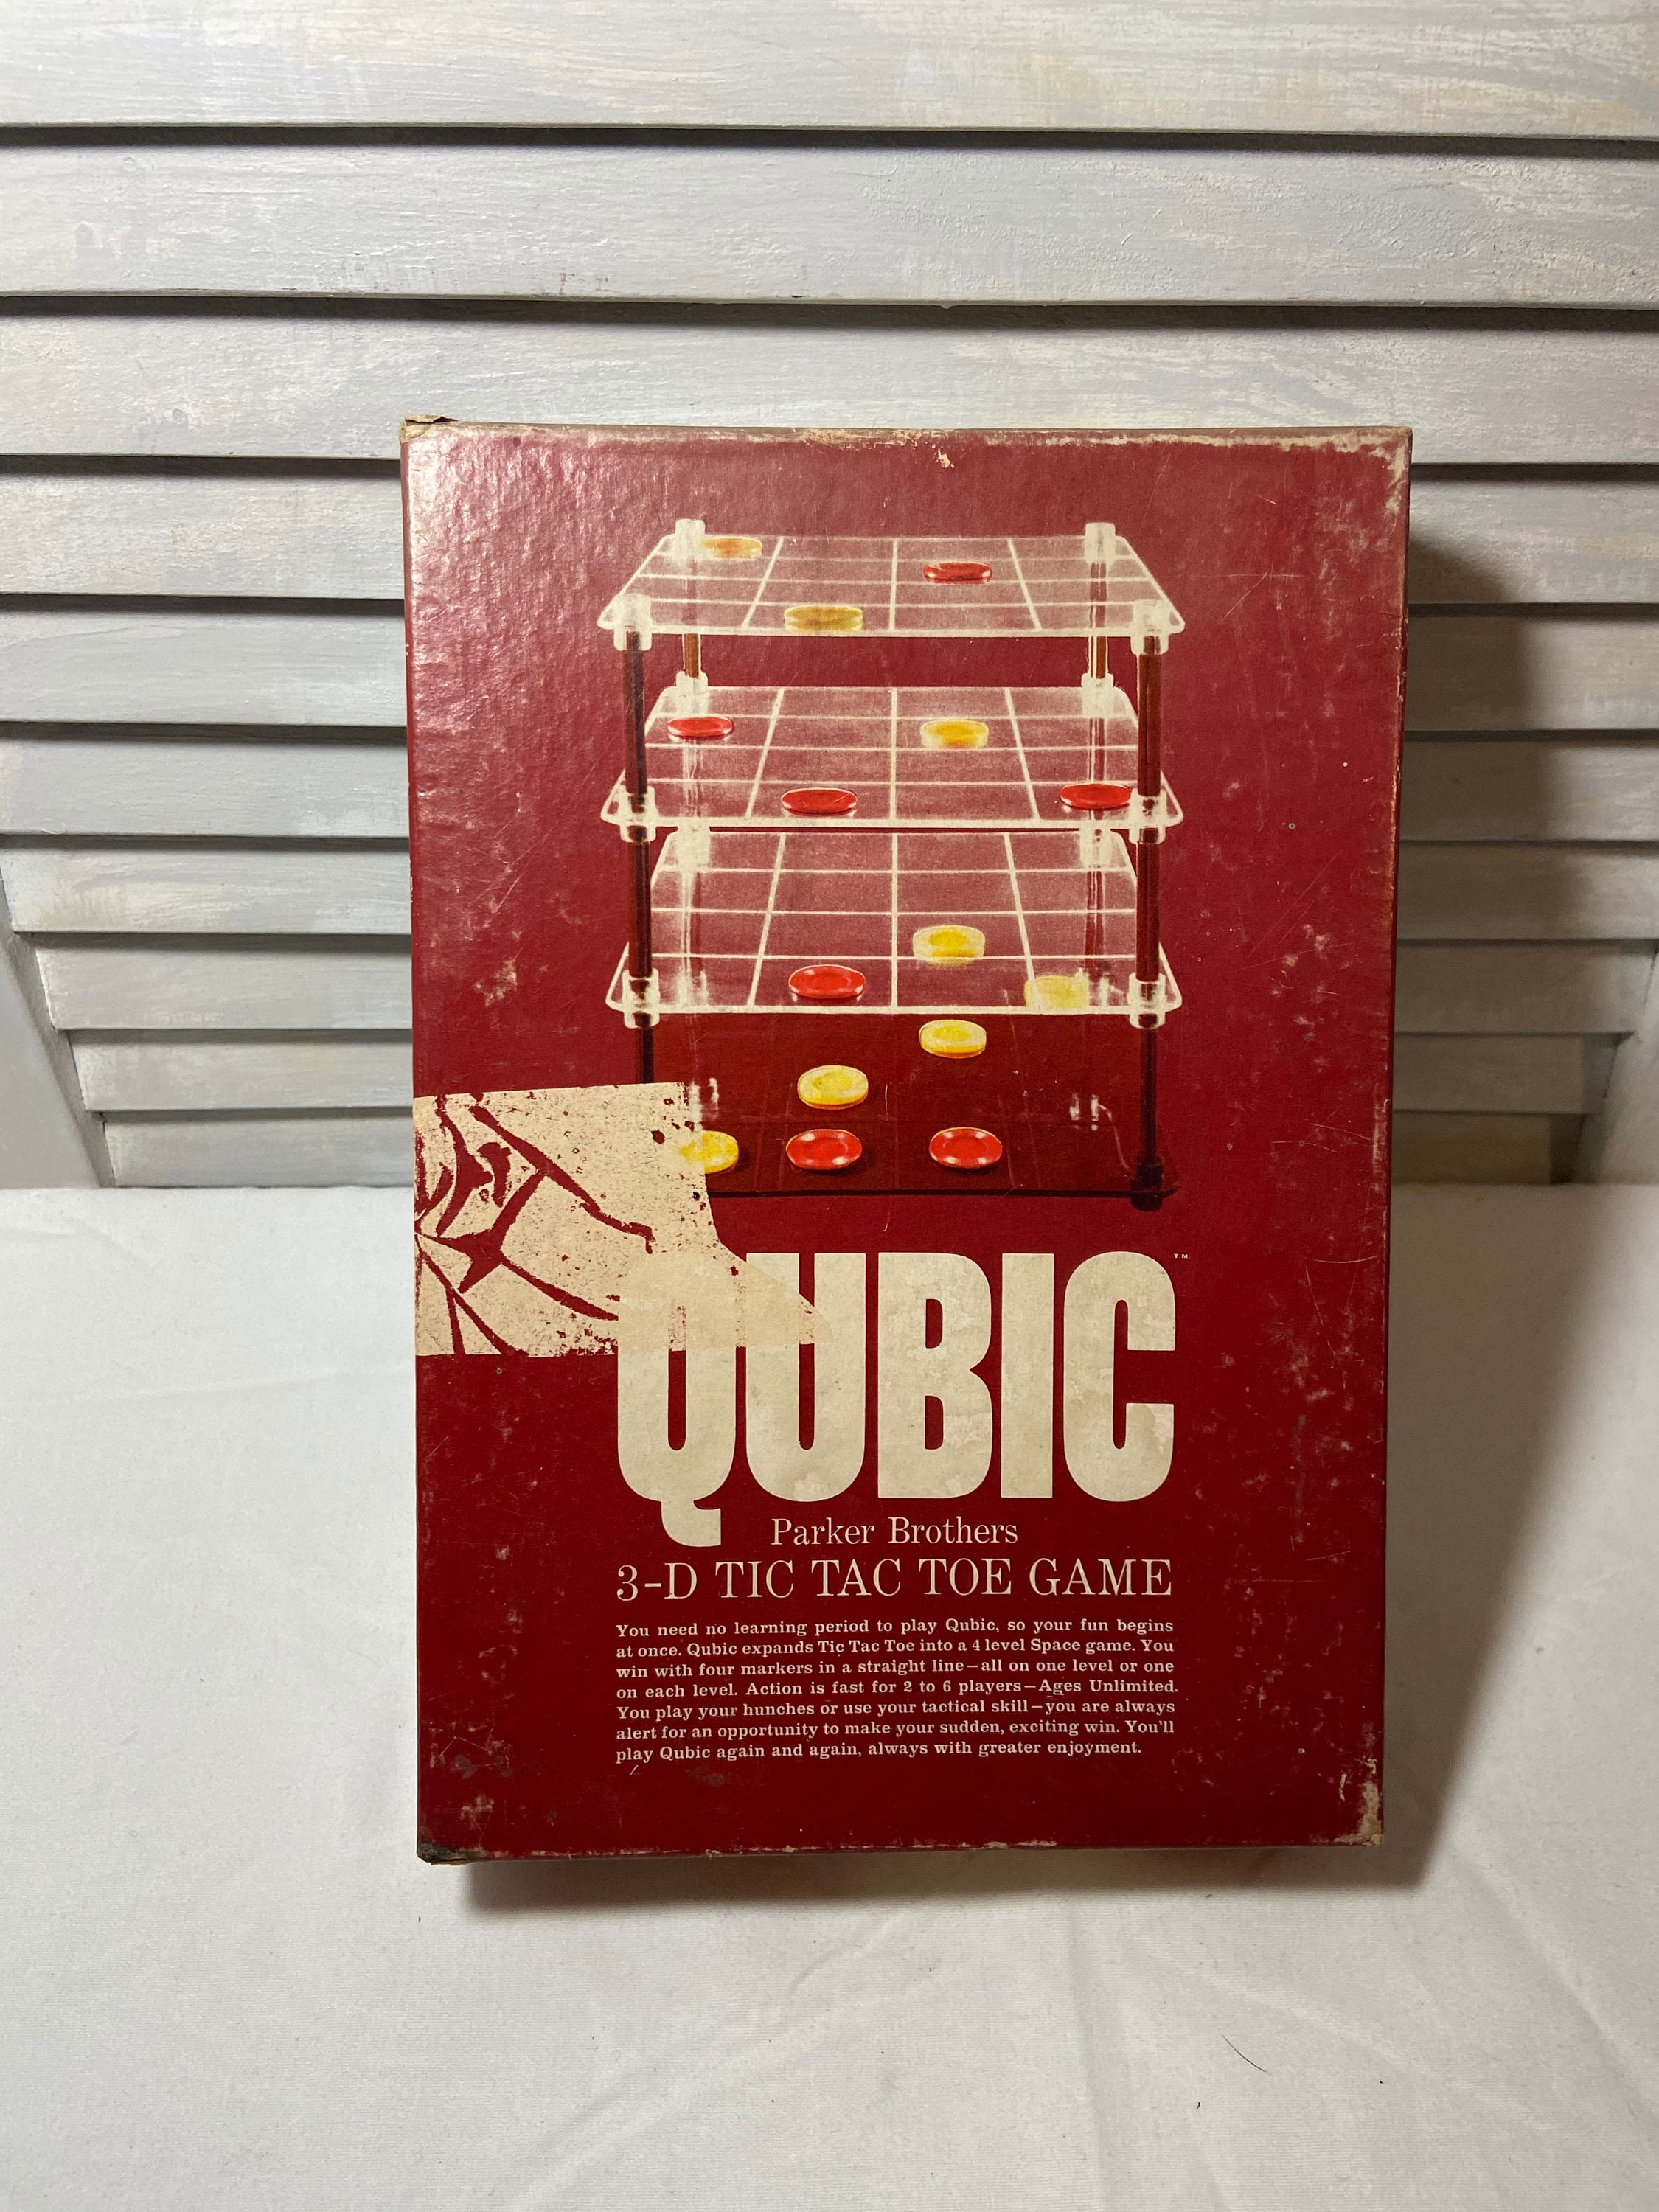 QUBIC™
Parker Brothers
3-D TIC TAC TOE GAME
You need no learning period to play Qubic, so your fun begins
at once. Qubic expands Tic Tac Toe into a 4 level Space game. You
win with four markers in a straight line—all on one level or one
on each level. Action is fast for 2 to 6 players—Ages Unlimited.
You play your hunches or use your tactical skill—you are always
alert for an opportunity to make your sudden, exciting win. You'll
play Qubic again and again, always with greater enjoyment.